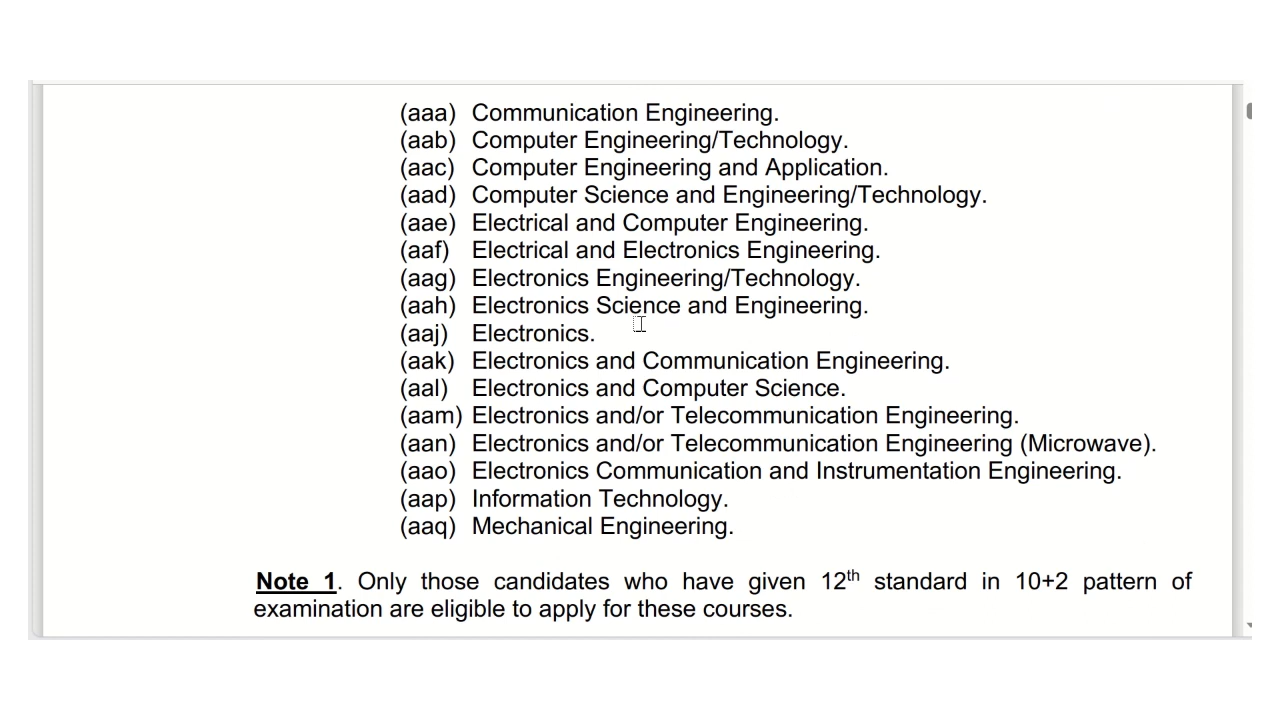 (aaa) Communication Engineering.
(aab) Computer Engineering/Technology.
(aac) Computer Engineering and Application.
(aad) Computer Science and Engineering/Technology.
(aae) Electrical and Computer Engineering.
(aaf) Electrical and Electronics Engineering.
(aag) Electronics Engineering/Technology.
(aah) Electronics Science and Engineering.
(aaj) Electronics.
(aak) Electronics and Communication Engineering.
(aal) Electronics and Computer Science.
(aam) Electronics and/or Telecommunication Engineering.
(aan) Electronics and/or Telecommunication Engineering (Microwave).
(aao) Electronics Communication and Instrumentation Engineering.
(aap) Information Technology.
(aaq) Mechanical Engineering.
Note 1. Only those candidates who have given 12th standard in 10+2 pattern of
examination are eligible to apply for these courses.